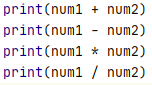 print(num1 + num2)
print(num1 - num2)
print(num1 * num2)
print(num1 / num2)